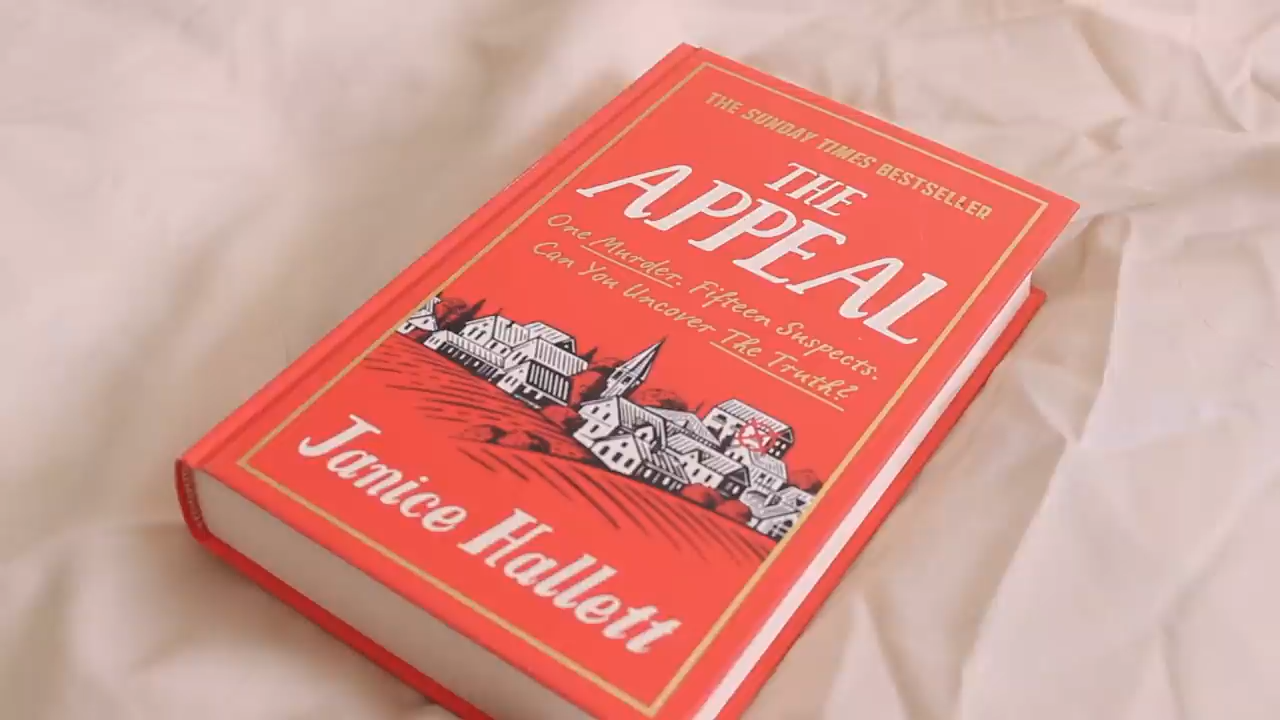 THE SUNDAY TIMES BESTSELLER
THE
APPEAL
One Murder. Fifteen Suspects.
Can You Uncover The Truth?
Janice Hallett